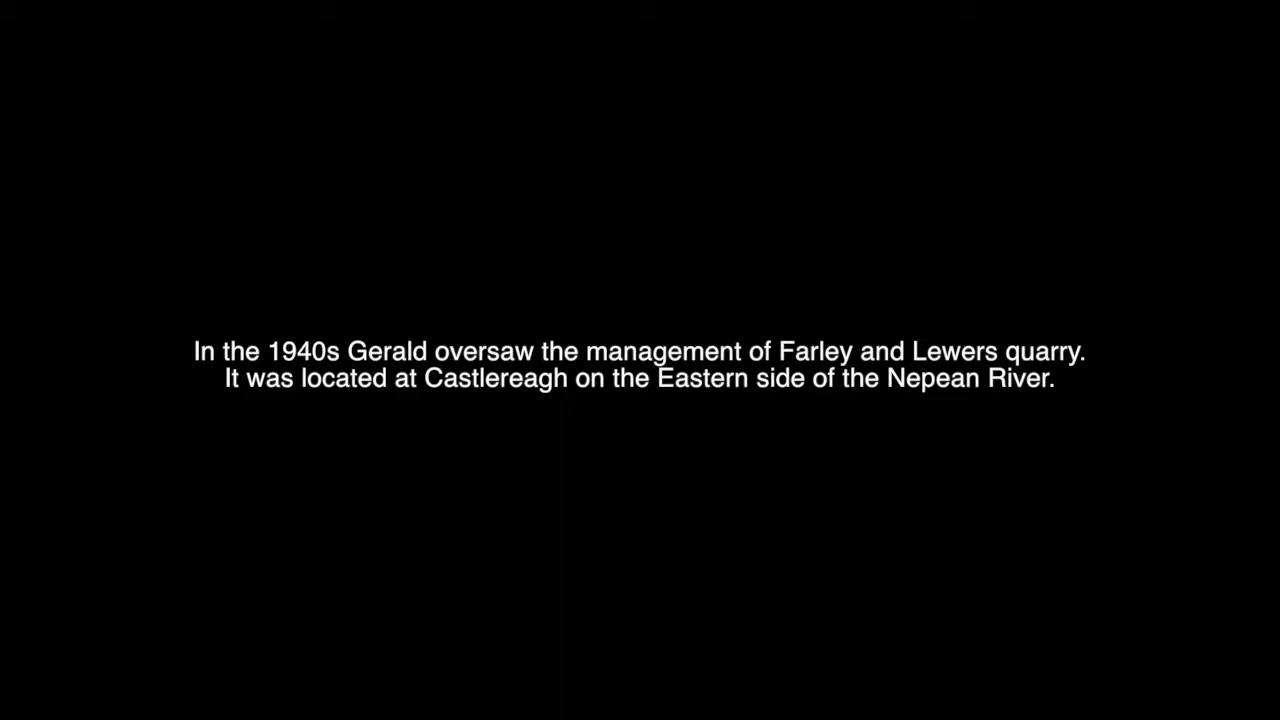 In the 1940s Gerald oversaw the management of Farley and Lewers quarry.
It was located at Castlereagh on the Eastern side of the Nepean River.